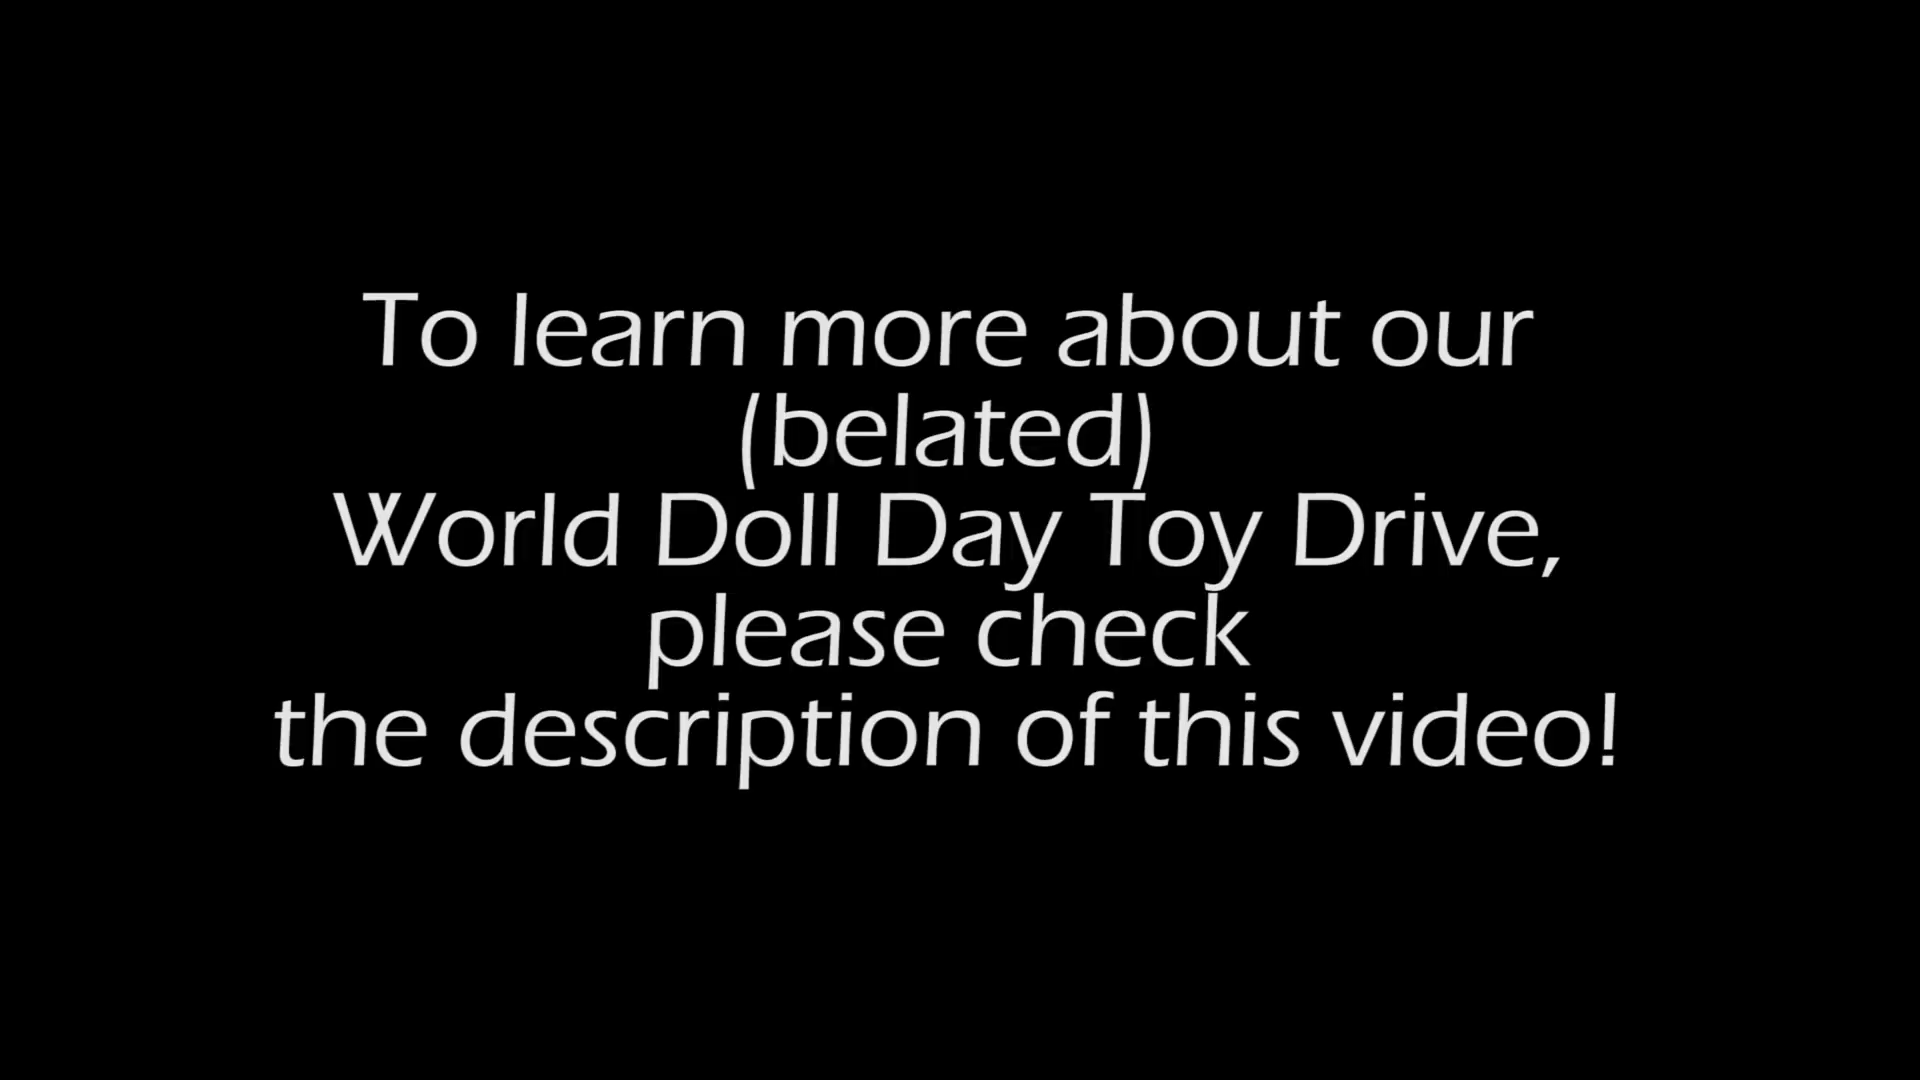 To learn more about our
(belated)
World Doll Day Toy Drive,
please check
the description of this video!